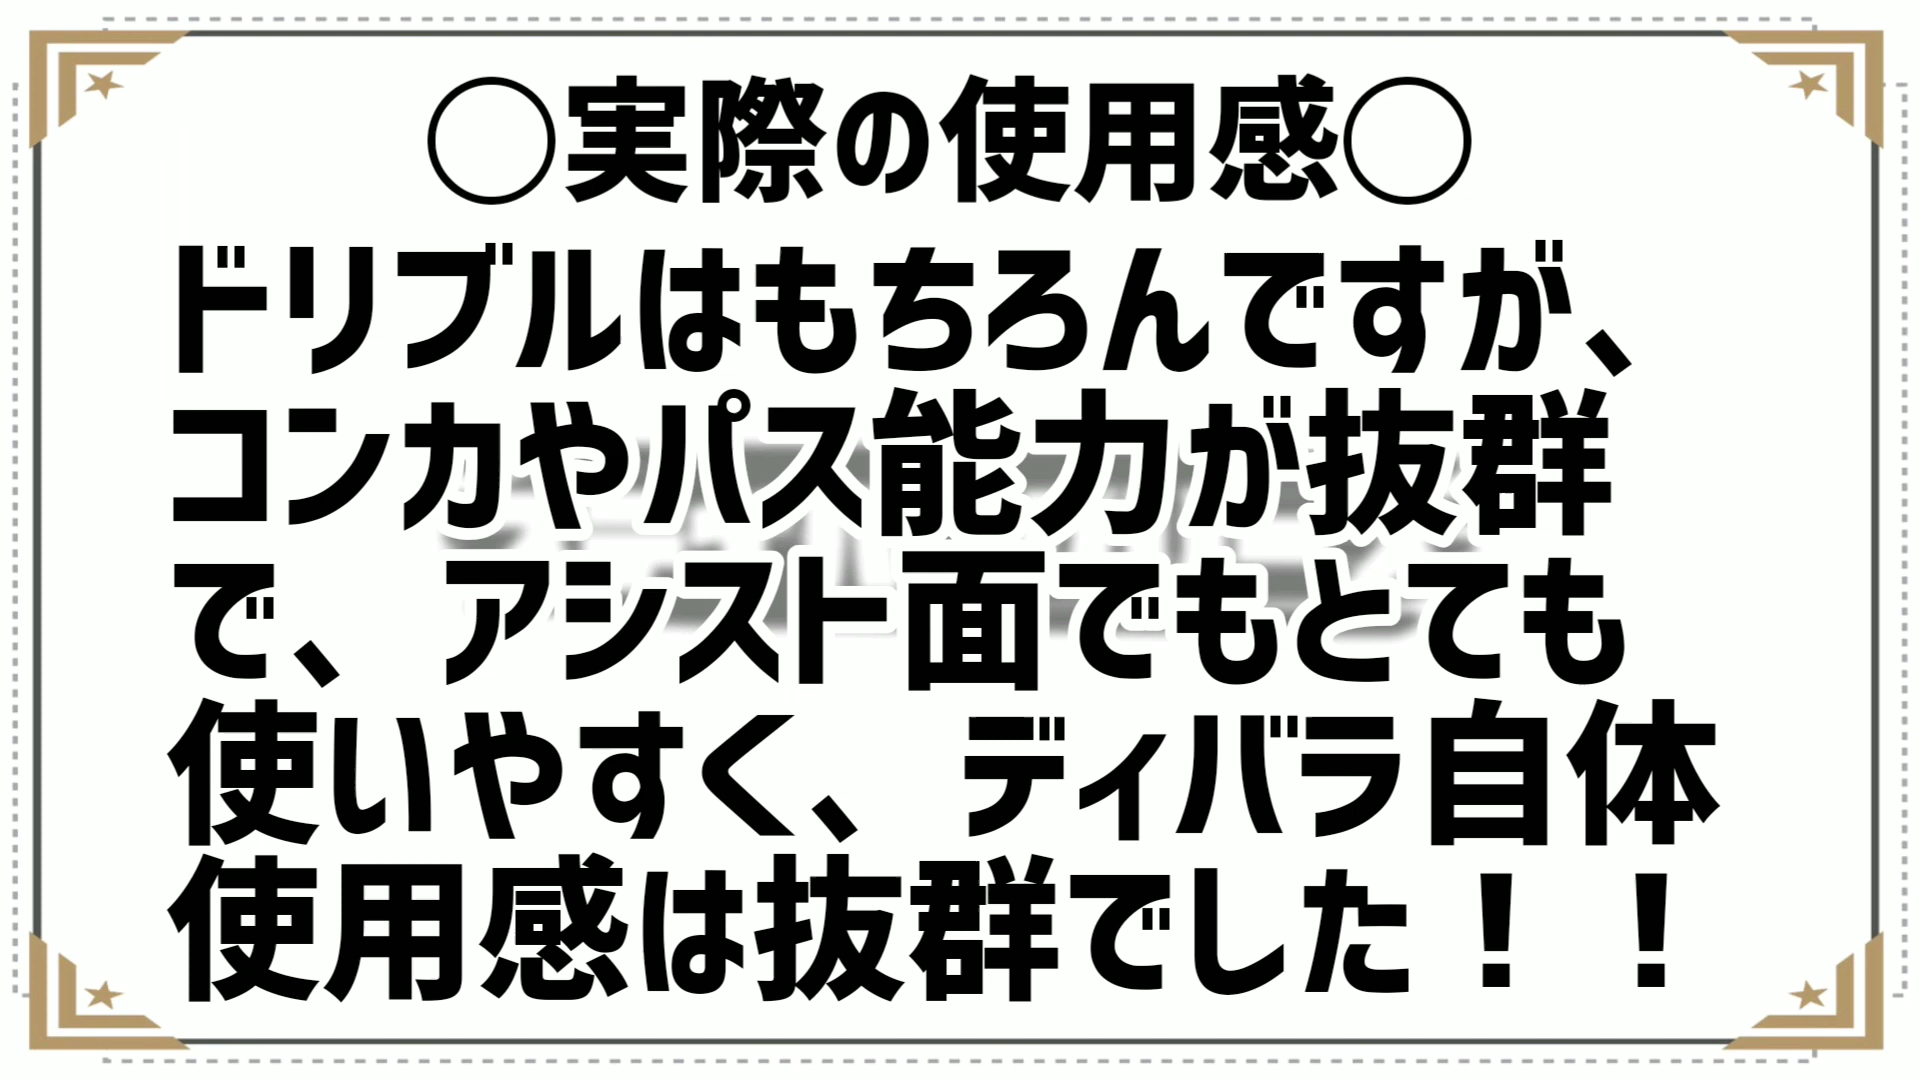 ○実際の使用感○
ドリブルはもちろんですが、
コンカやパス能力が抜群
で、アシスト面でもとても
使いやすく、ディバラ自体
使用感は抜群でした！！